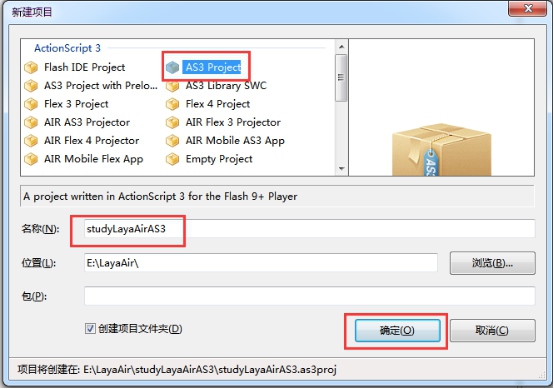 新建项目
ActionScript 3
Flash IDE Project
AS3 Project
AS3 Project with Prelo...
AS3 Library SWC
Flex 3 Project
Flex 4 Project
AIR AS3 Projector
AIR Flex 3 Projector
AIR Flex 4 Projector
AIR Mobile AS3 App
AIR Mobile Flex App
Empty Project
AS3
A project written in ActionScript 3 for the Flash 9+ Player
名称(N):
studyLayaAirAS3
位置(L):
E:\LayaAir\
浏览(B)...
包(P):
创建项目文件夹(D)
确定(O)
取消(C)
项目将创建在: E:\LayaAir\studyLayaAirAS3\studyLayaAirAS3.as3proj